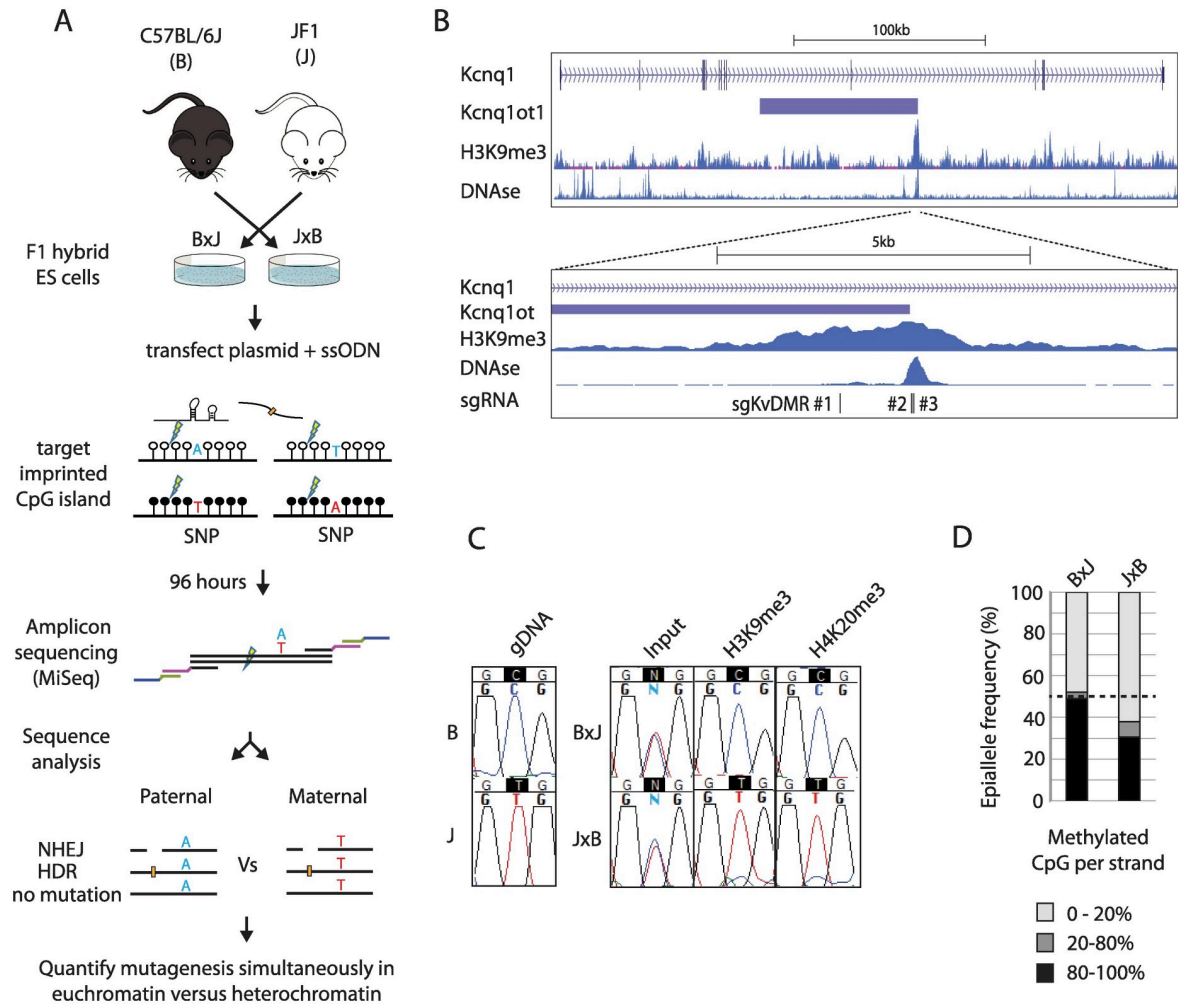 A
C57BL/6J
(B)
JF1
(J)
BxJ
JxB
F1 hybrid
ES cells
transfect plasmid + ssODN
target
imprinted
CpG island
A
T
T
A
SNP
SNP
96 hours
Amplicon
sequencing
(MiSeq)
A
T
Sequence
analysis
Paternal
Maternal
NHEJ
HDR
no mutation
A
A
A
Vs
T
T
T
Quantify mutagenesis simultaneously in
euchromatin versus heterochromatin
B
100kb
Kcnq1
Kcnq1ot1
H3K9me3
DNAse
5kb
Kcnq1
Kcnq1ot
H3K9me3
DNAse
sgRNA
sgKvDMR #1
#2
#3
C
gDNA
Input
H3K9me3
H4K20me3
B
G C G
G C G
BxJ
G N G
G N G
G C G
G C G
G C G
G C G
J
G T G
G T G
JxB
G N G
G N G
G T G
G T G
G T G
G T G
D
BxJ
JxB
Epiallele frequency (%)
100
80
60
40
20
0
Methylated
CpG per strand
0 - 20%
20-80%
80-100%